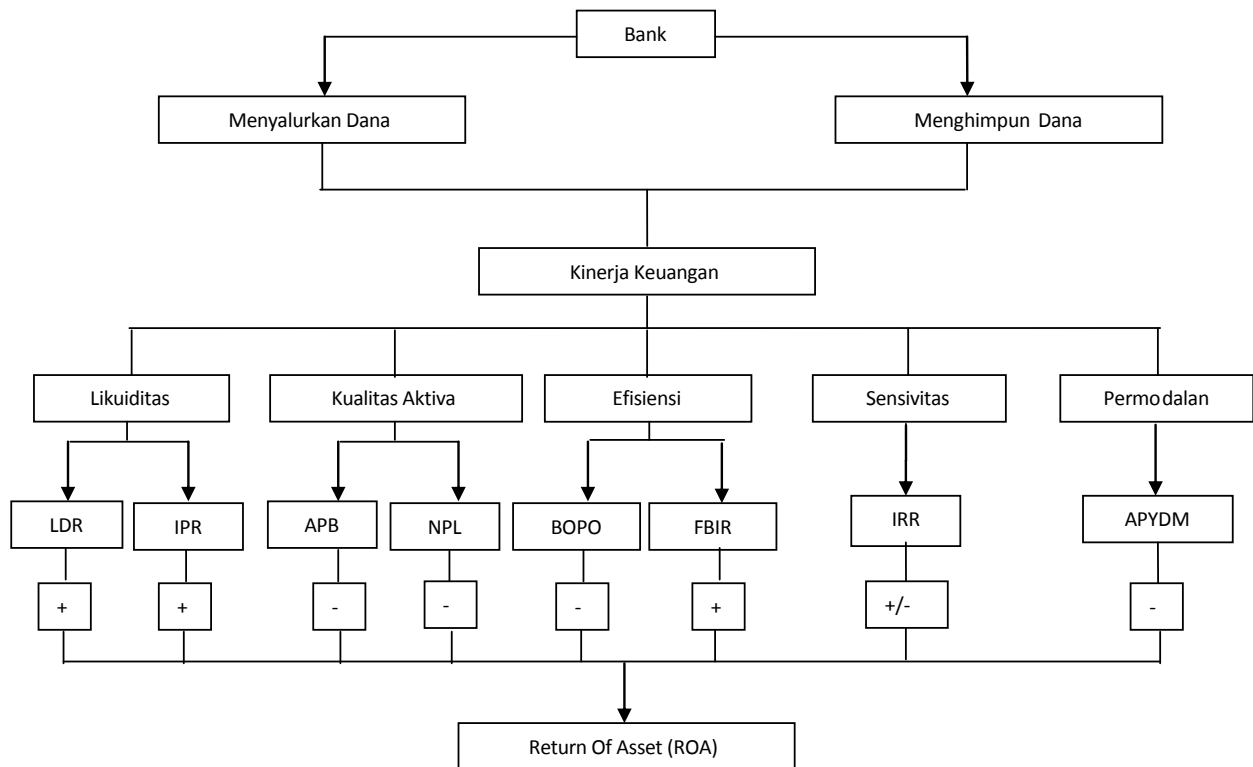 Bank
Menyalurkan Dana
Menghimpun Dana
Kinerja Keuangan
Likuiditas
Kualitas Aktiva
Efisiensi
Sensivitas
Permodalan
LDR
IPR
APB
NPL
BOPO
FBIR
IRR
APYDM
+
+
-
-
-
+
+/-
-
Return Of Asset (ROA)